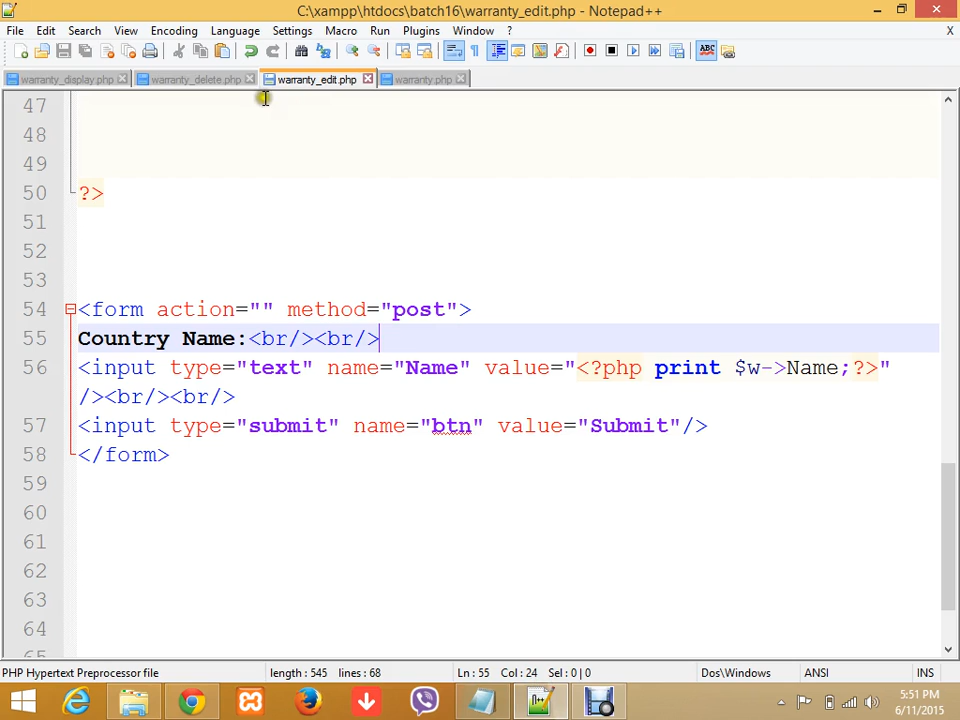 C:\xampp\htdocs\batch16\warranty_edit.php - Notepad++
File Edit Search View Encoding Language Settings Macro Run Plugins Window ? X
warranty_display.php warranty_delete.php warranty_edit.php warranty.php
47
48
49
50 ?>
51
52
53
54 <form action="" method="post">
55 Country Name:<br/><br/>
56 <input type="text" name="Name" value="<?php print $w->Name;?>"
/><br/><br/>
57 <input type="submit" name="btn" value="Submit"/>
58 </form>
59
60
61
62
63
64
65
PHP Hypertext Preprocessor file length : 545 lines : 68 Ln : 55 Col : 24 Sel : 0 | 0 Dos\Windows ANSI INS
5:51 PM
6/11/2015